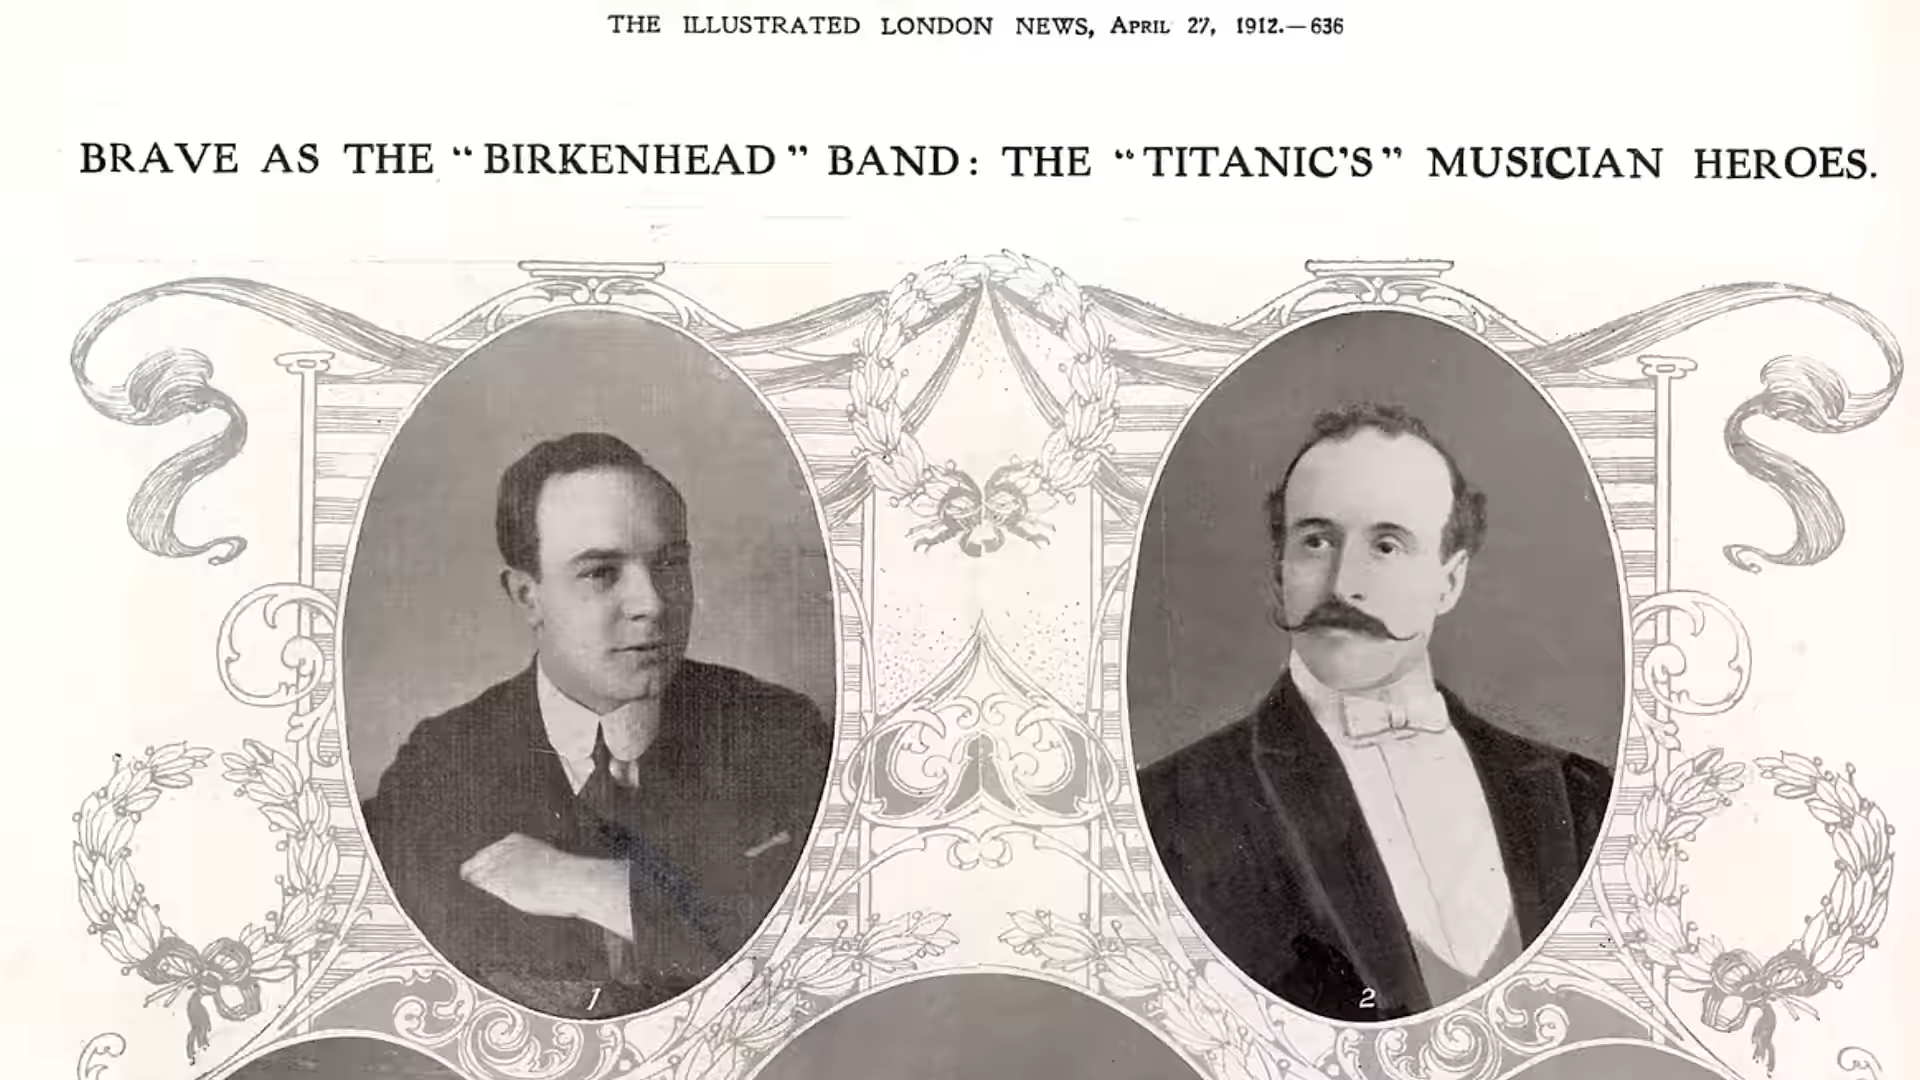 THE ILLUSTRATED LONDON NEWS, APRIL 27, 1912.—636
BRAVE AS THE “BIRKENHEAD” BAND: THE “TITANIC’S” MUSICIAN HEROES.
1
2